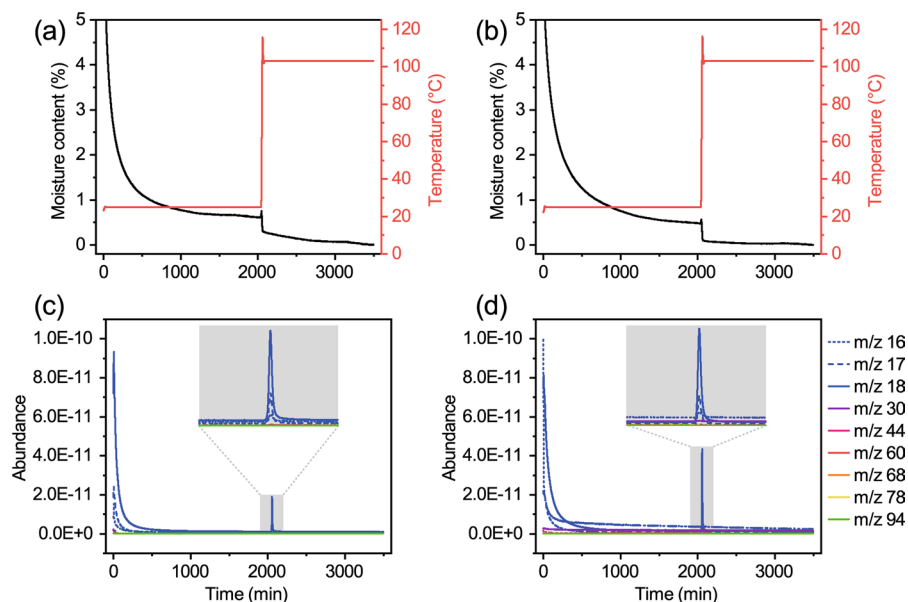 (a)
Moisture content (%)
5
4
3
2
1
0
120
100
80
60
40
20
0
Temperature (°C)
0 1000 2000 3000
(b)
Moisture content (%)
5
4
3
2
1
0
120
100
80
60
40
20
0
Temperature (°C)
0 1000 2000 3000
(c)
Abundance
1.0E-10
8.0E-11
6.0E-11
4.0E-11
2.0E-11
0.0E+0
0 1000 2000 3000
Time (min)
(d)
Abundance
1.0E-10
8.0E-11
6.0E-11
4.0E-11
2.0E-11
0.0E+0
0 1000 2000 3000
Time (min)
m/z 16
m/z 17
m/z 18
m/z 30
m/z 44
m/z 60
m/z 68
m/z 78
m/z 94